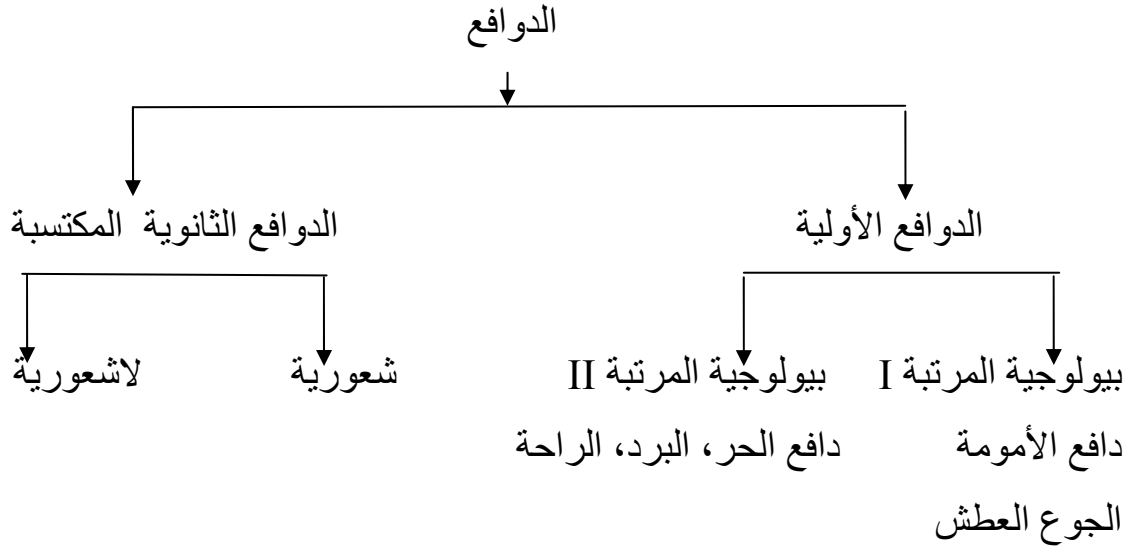 الدوافع
الدوافع الأولية الدوافع الثانوية المكتسبة
بيولوجية المرتبة I بيولوجية المرتبة II شعورية لاشعورية
دافع الأمومة دافع الحر، البرد، الراحة
الجوع العطش